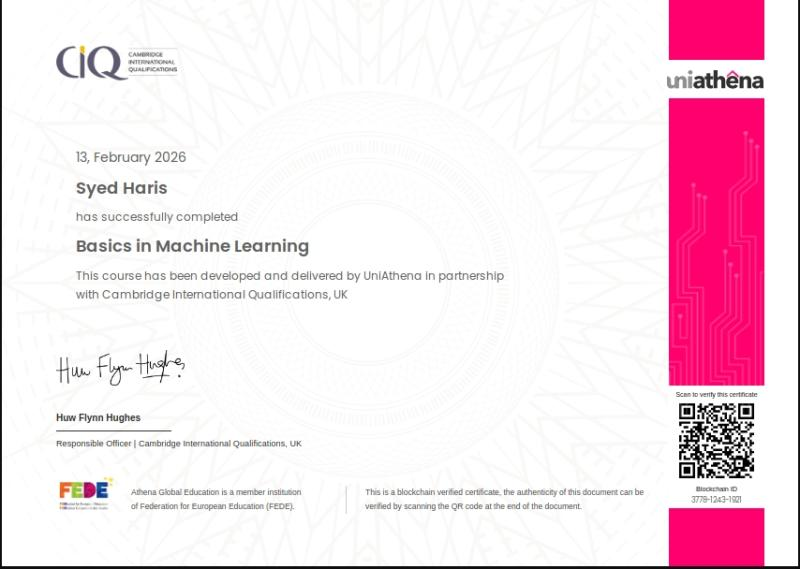 CIQ
CAMBRIDGE
INTERNATIONAL
QUALIFICATIONS
uniathena
13, February 2026
Syed Haris
has successfully completed
Basics in Machine Learning
This course has been developed and delivered by UniAthena in partnership
with Cambridge International Qualifications, UK
Huw Flynn Hughes
Huw Flynn Hughes
Responsible Officer | Cambridge International Qualifications, UK
Scan to verify this certificate
Blockchain ID
3778-1243-1921
FEDE
Athena Global Education is a member institution
of Federation for European Education (FEDE).
This is a blockchain verified certificate, the authenticity of this document can be
verified by scanning the QR code at the end of the document.